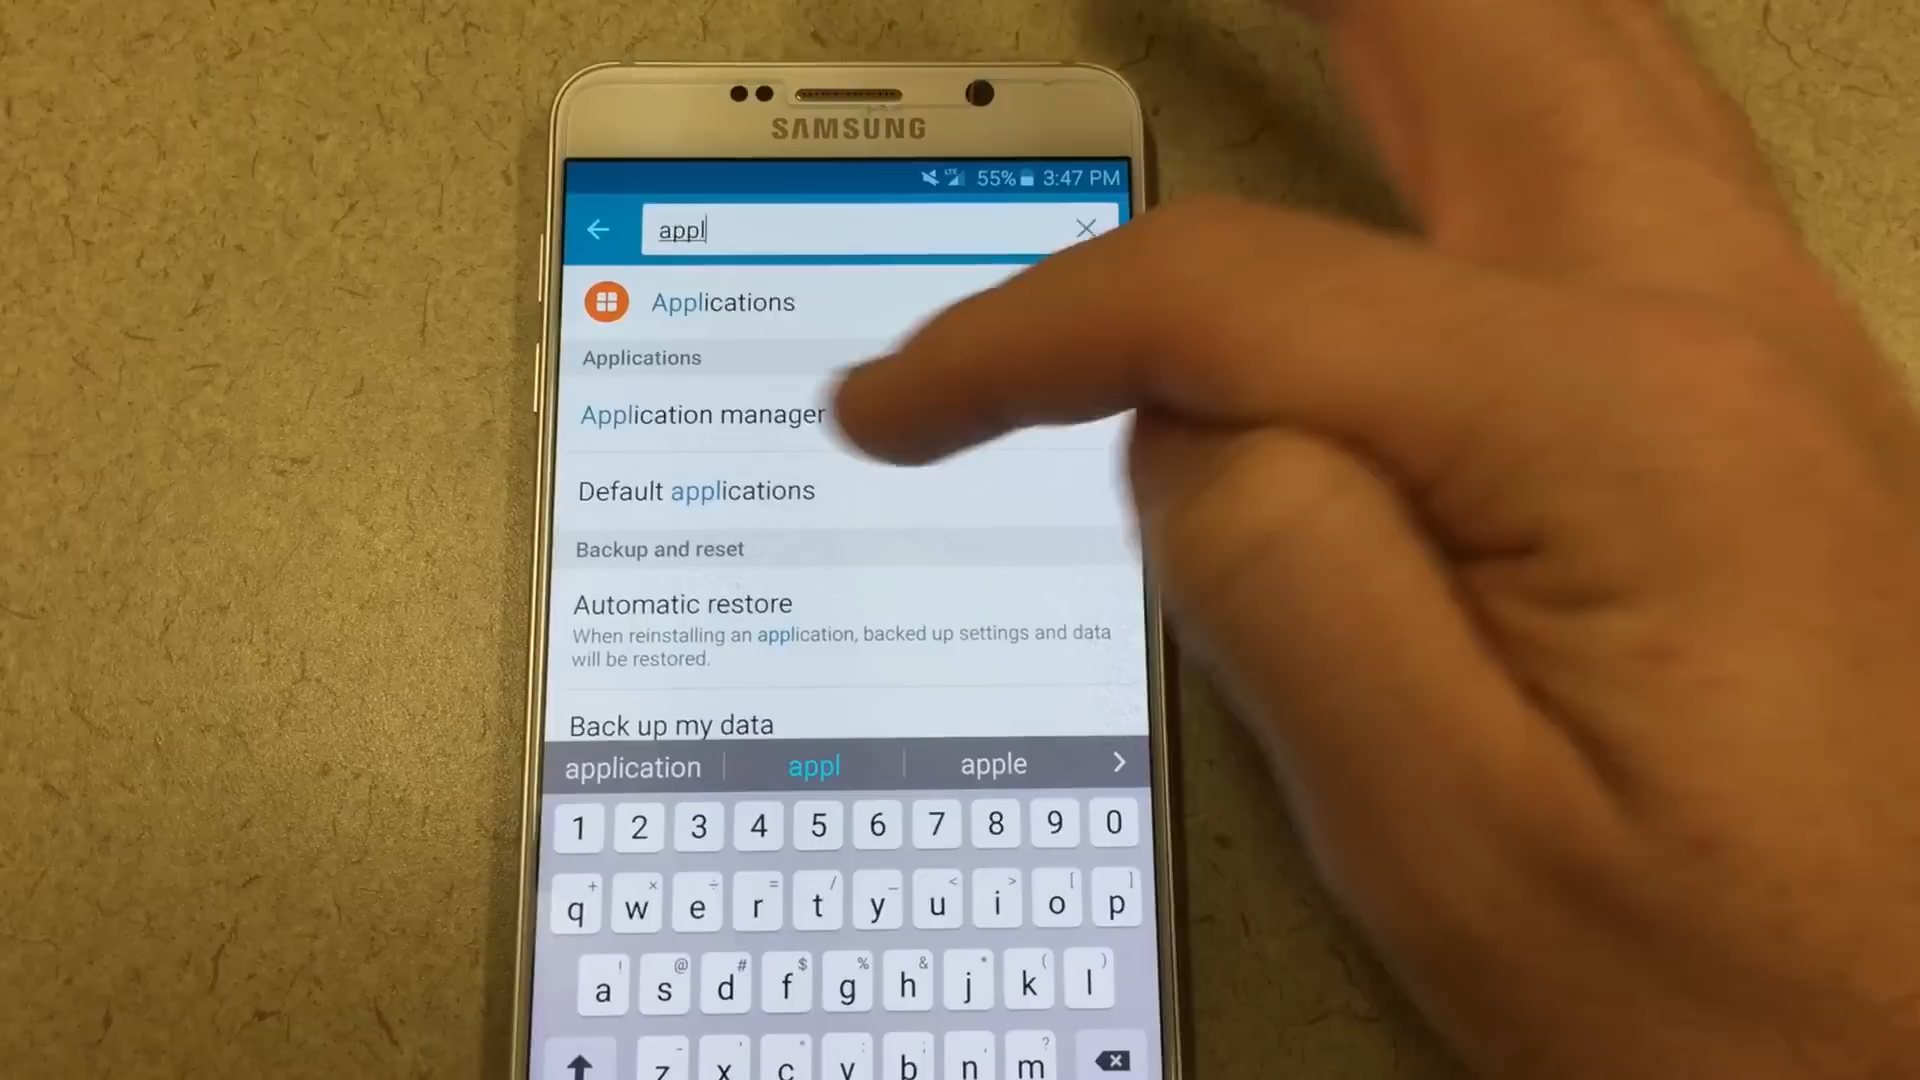 SAMSUNG
LTE 55% 3:47 PM
appl
Applications
Applications
Application manager
Default applications
Backup and reset
Automatic restore
When reinstalling an application, backed up settings and data
will be restored.
Back up my data
application appl apple >
1 2 3 4 5 6 7 8 9 0
+ × ÷ = / _ < > [ ]
q w e r t y u i o p
! @ # $ % & * ( )
a s d f g h j k l
- ' " : ; , ?
z x c v b n m